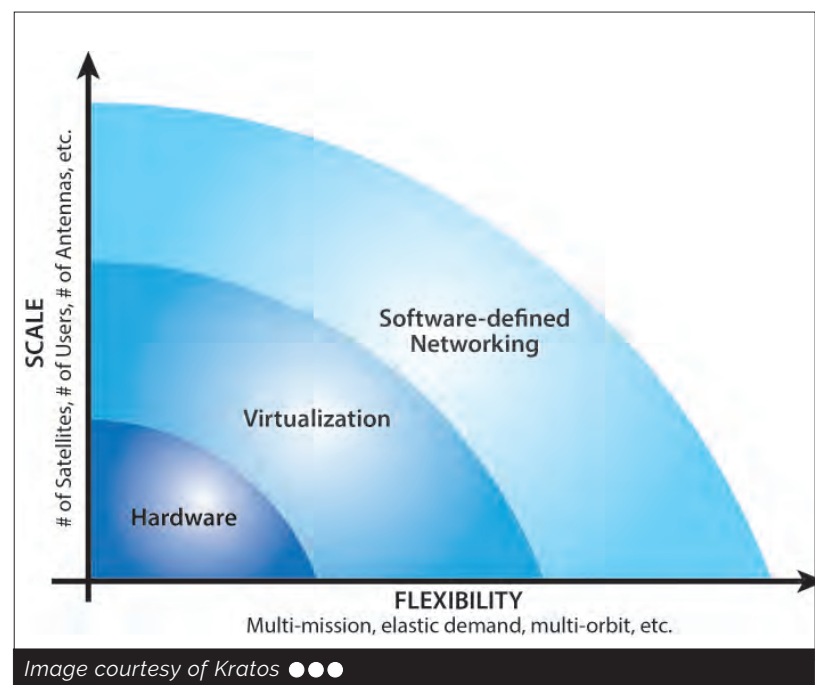 SCALE
# of Satellites, # of Users, # of Antennas, etc.
Software-defined
Networking
Virtualization
Hardware
FLEXIBILITY
Multi-mission, elastic demand, multi-orbit, etc.
Image courtesy of Kratos